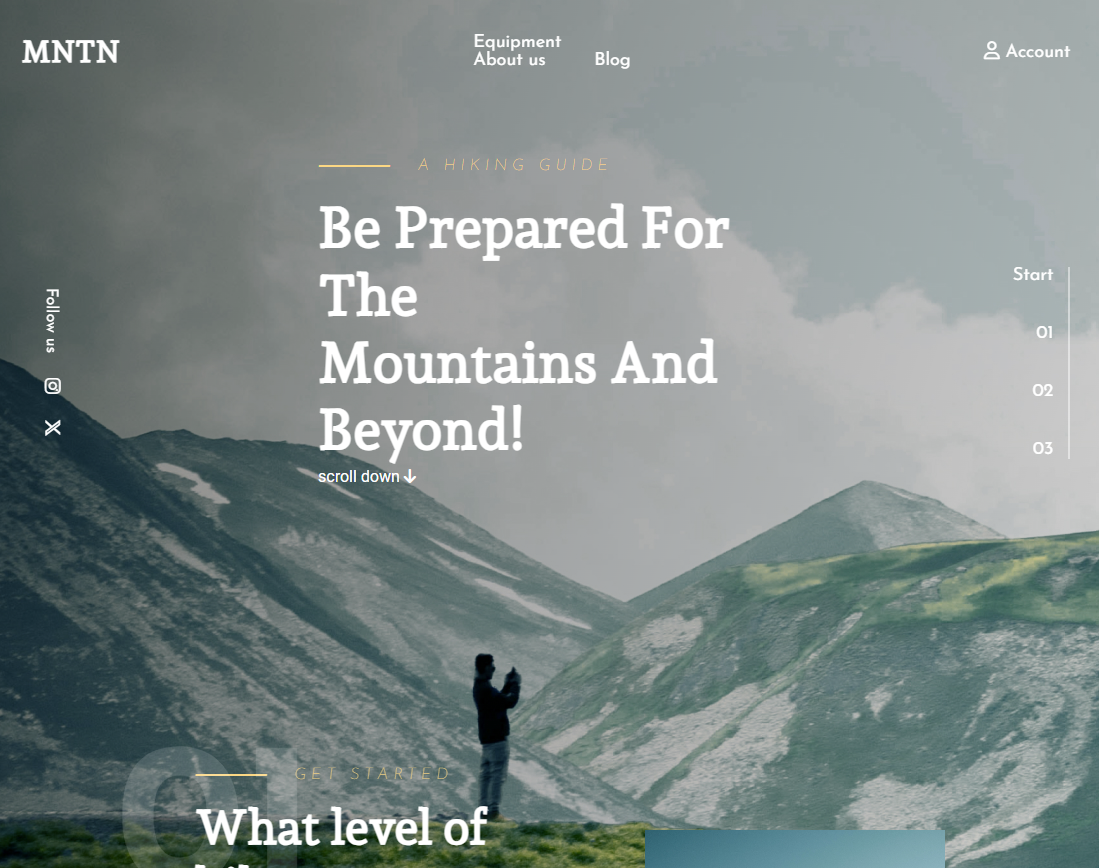 MNTN
Equipment
About us
Blog
Account
A HIKING GUIDE
Be Prepared For
The
Mountains And
Beyond!
scroll down
Follow us
Start
01
02
03
01
GET STARTED
What level of